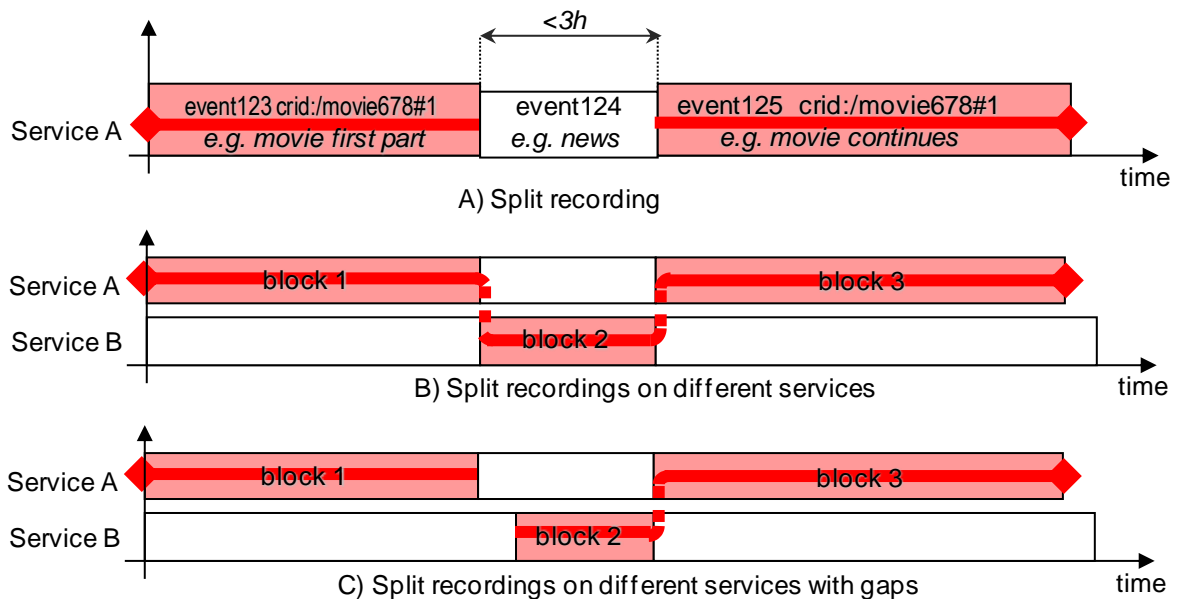 <3h
event123 crid:/movie678#1 event124 event125 crid:/movie678#1
Service A
e.g. movie first part e.g. news e.g. movie continues
time
A) Split recording
Service A block 1 block 3
Service B block 2
B) Split recordings on different services time
Service A block 1 block 3
Service B block 2
C) Split recordings on different services with gaps time